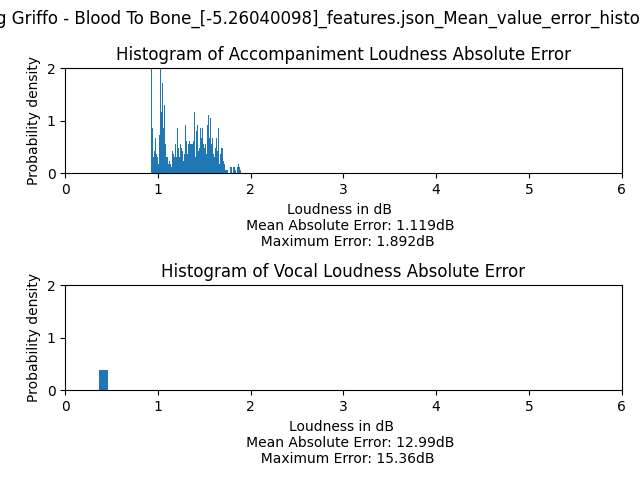 g Griffo - Blood To Bone_[-5.26040098]_features.json_Mean_value_error_histo
Histogram of Accompaniment Loudness Absolute Error
Probability density
2
1
0
0 1 2 3 4 5 6
Loudness in dB
Mean Absolute Error: 1.119dB
Maximum Error: 1.892dB
Histogram of Vocal Loudness Absolute Error
Probability density
2
1
0
0 1 2 3 4 5 6
Loudness in dB
Mean Absolute Error: 12.99dB
Maximum Error: 15.36dB